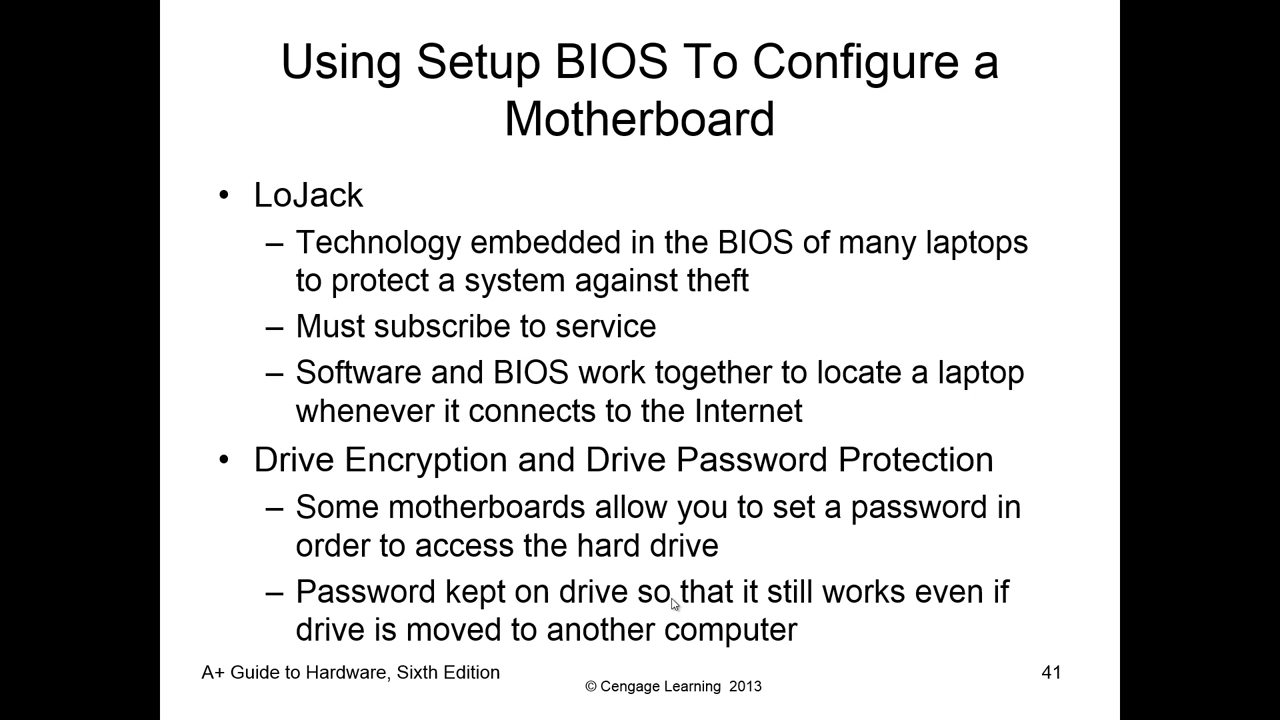 Using Setup BIOS To Configure a
Motherboard
• LoJack
– Technology embedded in the BIOS of many laptops
to protect a system against theft
– Must subscribe to service
– Software and BIOS work together to locate a laptop
whenever it connects to the Internet
• Drive Encryption and Drive Password Protection
– Some motherboards allow you to set a password in
order to access the hard drive
– Password kept on drive so that it still works even if
drive is moved to another computer
A+ Guide to Hardware, Sixth Edition
© Cengage Learning 2013
41